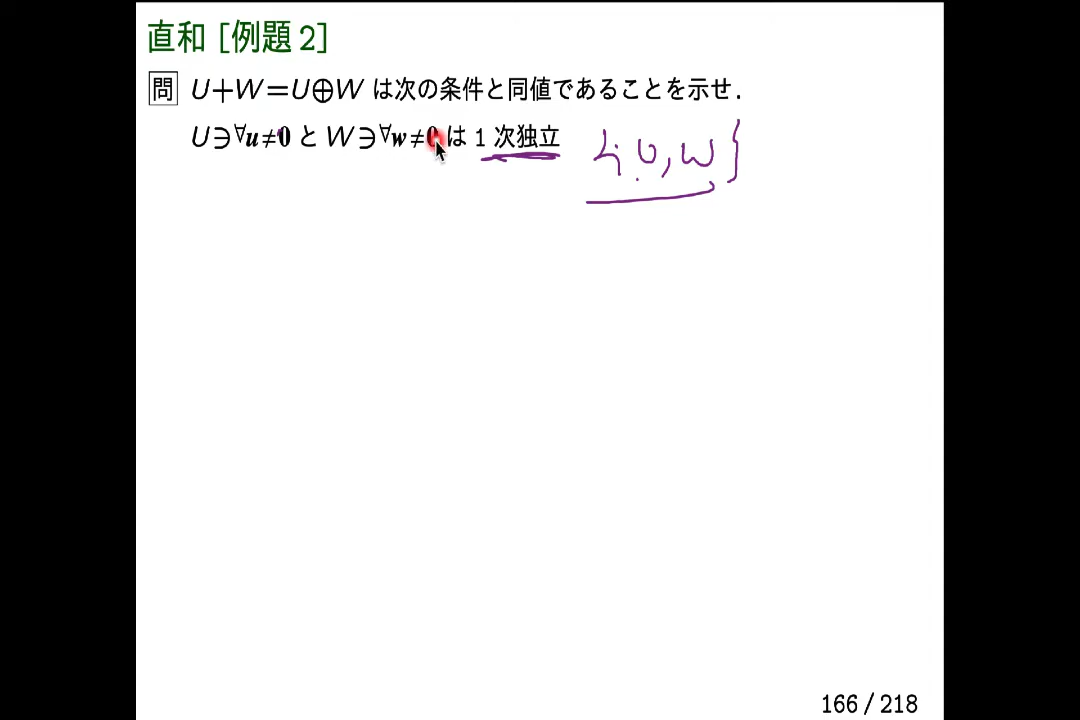 直和 [例題 2]
問 U+W=U⊕W は次の条件と同値であることを示せ.
U∋∀u≠0 と W∋∀w≠0 は 1 次独立 {u, w}
166 / 218